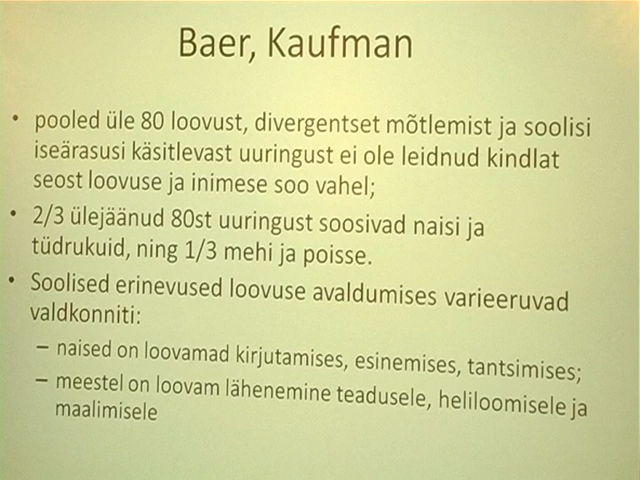 Baer, Kaufman
• pooled üle 80 loovust, divergentset mõtlemist ja soolisi
iseärasusi käsitlevast uuringust ei ole leidnud kindlat
seost loovuse ja inimese soo vahel;
• 2/3 ülejäänud 80st uuringust soosivad naisi ja
tüdrukuid, ning 1/3 mehi ja poisse.
• Soolised erinevused loovuse avaldumises varieeruvad
valdkonniti:
– naised on loovamad kirjutamises, esinemises, tantsimises;
– meestel on loovam lähenemine teadusele, heliloomisele ja
maalimisele